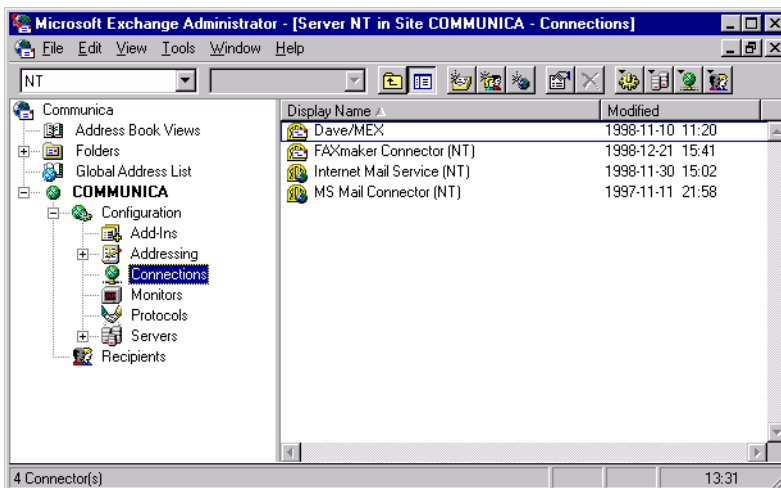 Microsoft Exchange Administrator - [Server NT in Site COMMUNICA - Connections]
File Edit View Tools Window Help
NT
Communica
Address Book Views
Folders
Global Address List
COMMUNICA
Configuration
Add-Ins
Addressing
Connections
Monitors
Protocols
Servers
Recipients
Display Name Modified
Dave/MEX 1998-11-10 11:20
FAXmaker Connector (NT) 1998-12-21 15:41
Internet Mail Service (NT) 1998-11-30 15:02
MS Mail Connector (NT) 1997-11-11 21:58
4 Connector(s) 13:31